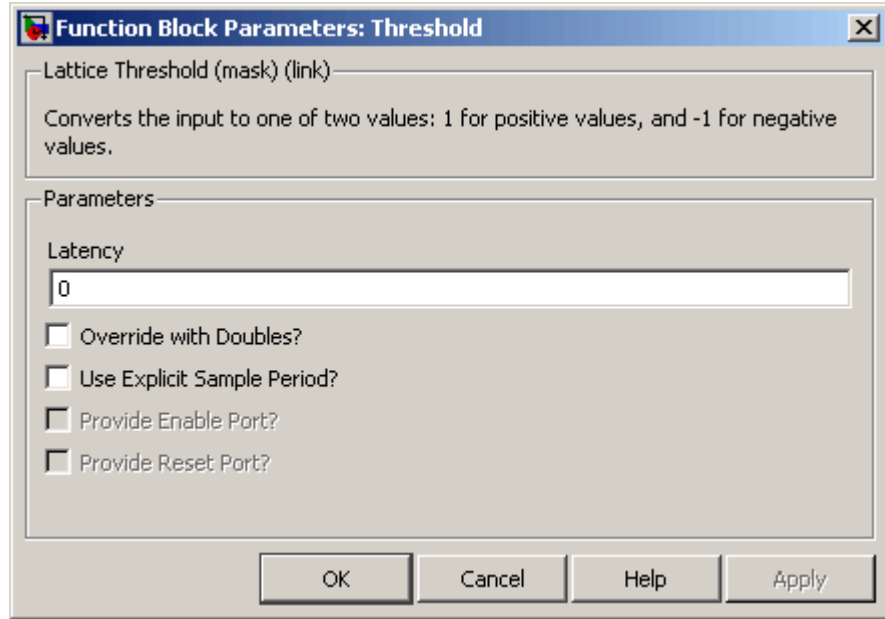 Function Block Parameters: Threshold
Lattice Threshold (mask) (link)
Converts the input to one of two values: 1 for positive values, and -1 for negative
values.
Parameters
Latency
0
Override with Doubles?
Use Explicit Sample Period?
Provide Enable Port?
Provide Reset Port?
OK Cancel Help Apply